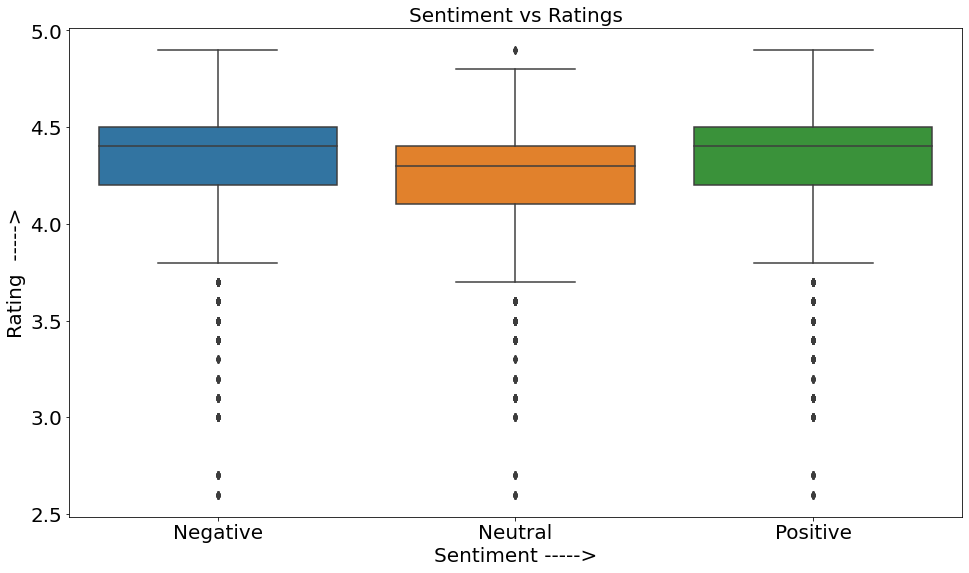 Sentiment vs Ratings
Rating ----->
5.0
4.5
4.0
3.5
3.0
2.5
Negative Neutral Positive
Sentiment ----->